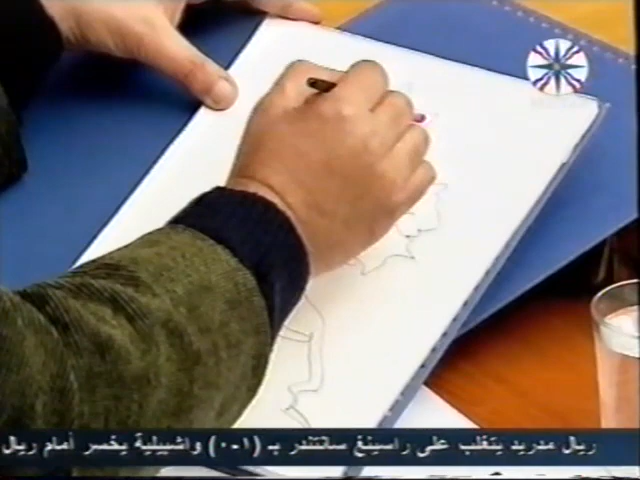 ريال مدريد يتغلب على راسينغ سانتندر بـ (١-٠) واشبيلية يخسر أمام ريال